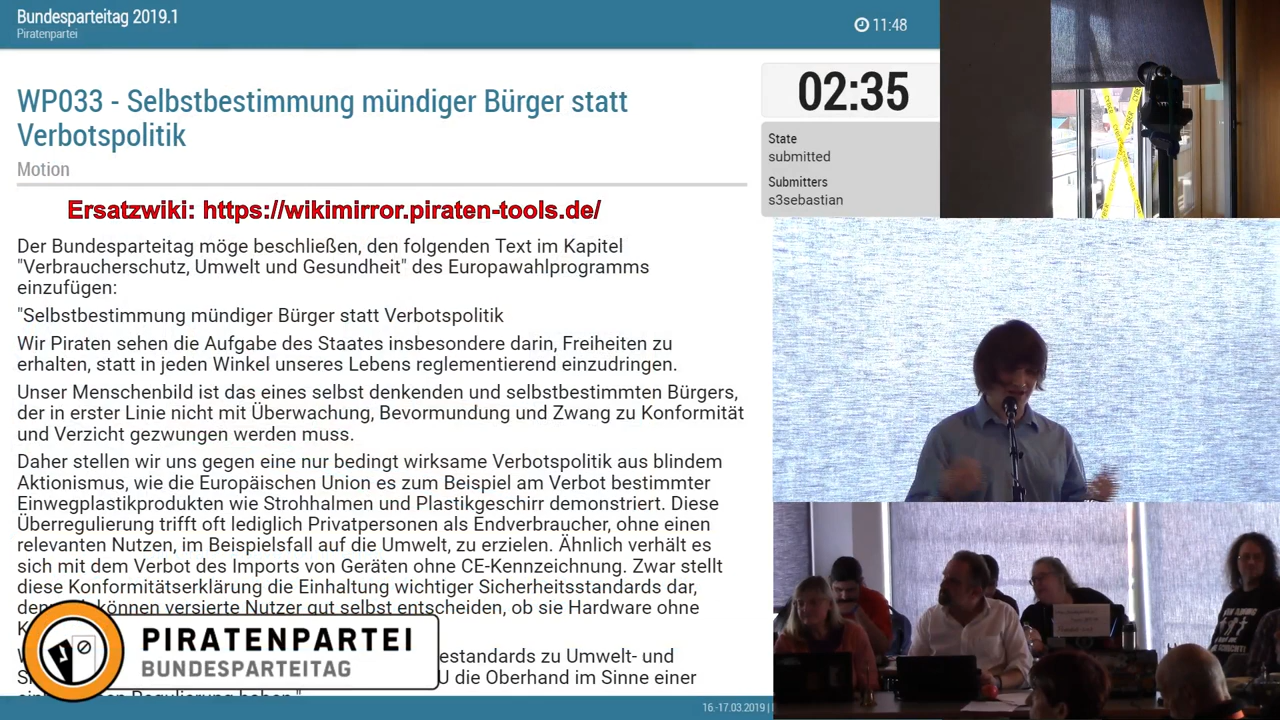 Bundesparteitag 2019.1
Piratenpartei
11:48
WP033 - Selbstbestimmung mündiger Bürger statt
Verbotspolitik
Motion
02:35
State
submitted
Submitters
s3sebastian
Ersatzwiki: https://wikimirror.piraten-tools.de/
Der Bundesparteitag möge beschließen, den folgenden Text im Kapitel
"Verbraucherschutz, Umwelt und Gesundheit" des Europawahlprogramms
einzufügen:
"Selbstbestimmung mündiger Bürger statt Verbotspolitik
Wir Piraten sehen die Aufgabe des Staates insbesondere darin, Freiheiten zu
erhalten, statt in jeden Winkel unseres Lebens reglementierend einzudringen.
Unser Menschenbild ist das eines selbst denkenden und selbstbestimmten Bürgers,
der in erster Linie nicht mit Überwachung, Bevormundung und Zwang zu Konformität
und Verzicht gezwungen werden muss.
Daher stellen wir uns gegen eine nur bedingt wirksame Verbotspolitik aus blindem
Aktionismus, wie die Europäischen Union es zum Beispiel am Verbot bestimmter
Einwegplastikprodukten wie Strohhalmen und Plastikgeschirr demonstriert. Diese
Überregulierung trifft oft lediglich Privatpersonen als Endverbraucher, ohne einen
relevanten Nutzen, im Beispielsfall auf die Umwelt, zu erzielen. Ähnlich verhält es
sich mit dem Verbot des Imports von Geräten ohne CE-Kennzeichnung. Zwar stellt
diese Konformitätserklärung die Einhaltung wichtiger Sicherheitsstandards dar,
können versierte Nutzer gut selbst entscheiden, ob sie Hardware ohne
zu Umwelt- und
U die Oberhand im Sinne einer
Regulierung haben."
PIRATENPARTEI
BUNDESPARTEITAG
16.-17.03.2019 |
CYBER